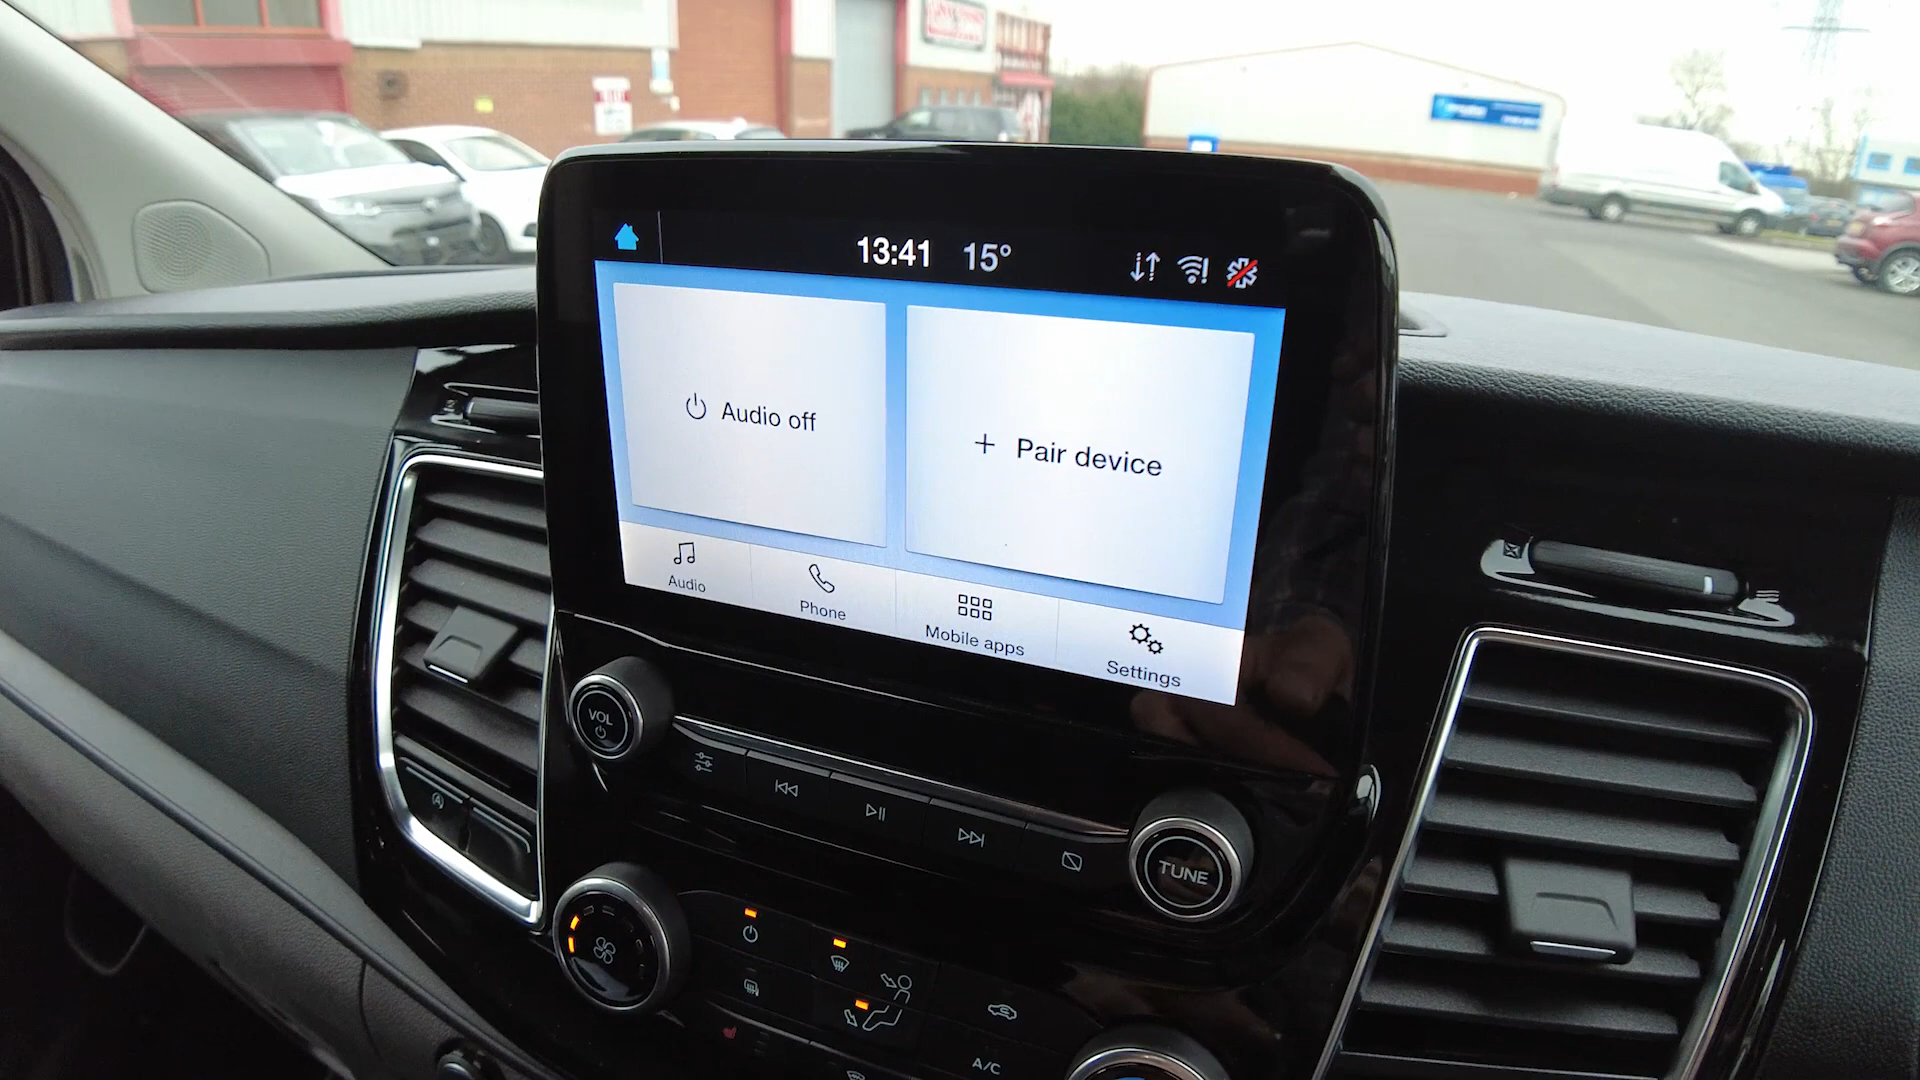 13:41 15°
Audio off
+ Pair device
Audio
Phone
Mobile apps
Settings
VOL
TUNE
A/C